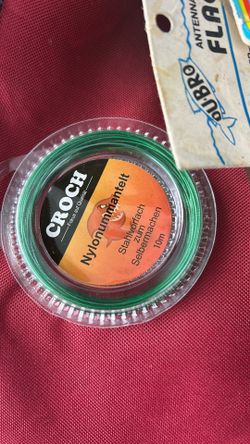 ANTENNA
FLAG
DUBRO
CROCH
Nylonummantelt
Stahlvorfach
zum
Selbermachen
10m